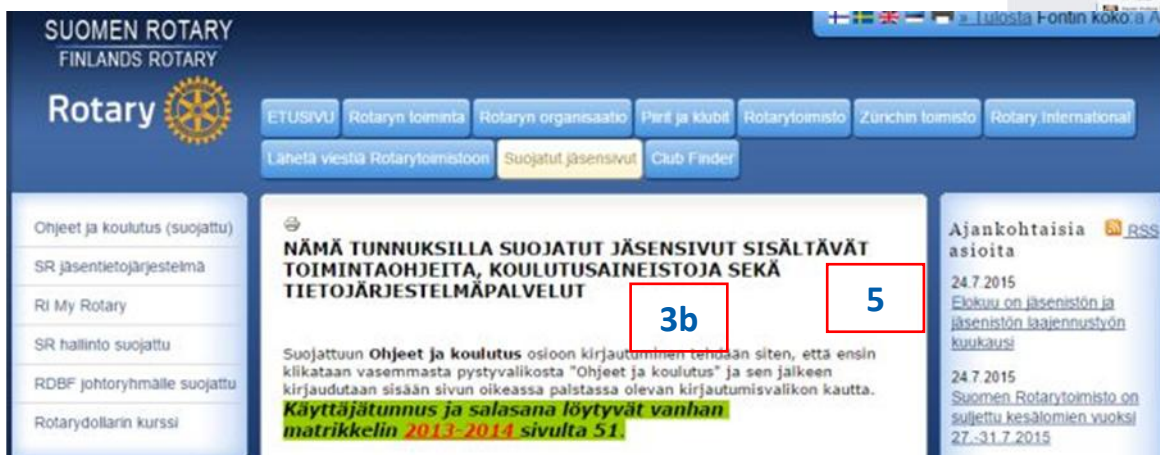 » Tulosta Fontin koko: a A
SUOMEN ROTARY
FINLANDS ROTARY
Rotary
ETUSIVU Rotaryn toiminta Rotaryn organisaatio Piirit ja klubit Rotarytoimisto Zürichin toimisto Rotary International
Lähetä viestiä Rotarytoimistoon Suojatut jäsensivut Club Finder
Ohjeet ja koulutus (suojattu)
SR jäsentietojärjestelmä
RI My Rotary
SR hallinto suojattu
RDBF johtoryhmälle suojattu
Rotarydollarin kurssi
NÄMÄ TUNNUKSILLA SUOJATUT JÄSENSIVUT SISÄLTÄVÄT
TOIMINTAOHJEITA, KOULUTUSAINEISTOJA SEKÄ
TIETOJÄRJESTELMÄPALVELUT
3b
5
Suojattuun Ohjeet ja koulutus osioon kirjautuminen tehdään siten, että ensin
klikataan vasemmasta pystyvalikosta "Ohjeet ja koulutus" ja sen jälkeen
kirjaudutaan sisään sivun oikeassa palstassa olevan kirjautumisvalikon kautta.
Käyttäjätunnus ja salasana löytyvät vanhan
matrikkelin 2013-2014 sivulta 51.
Ajankohtaisia RSS
asioita
24.7.2015
Elokuu on jäsenistön ja
jäsenistön laajennustyön
kuukausi
24.7.2015
Suomen Rotarytoimisto on
suljettu kesälomien vuoksi
27.-31.7.2015